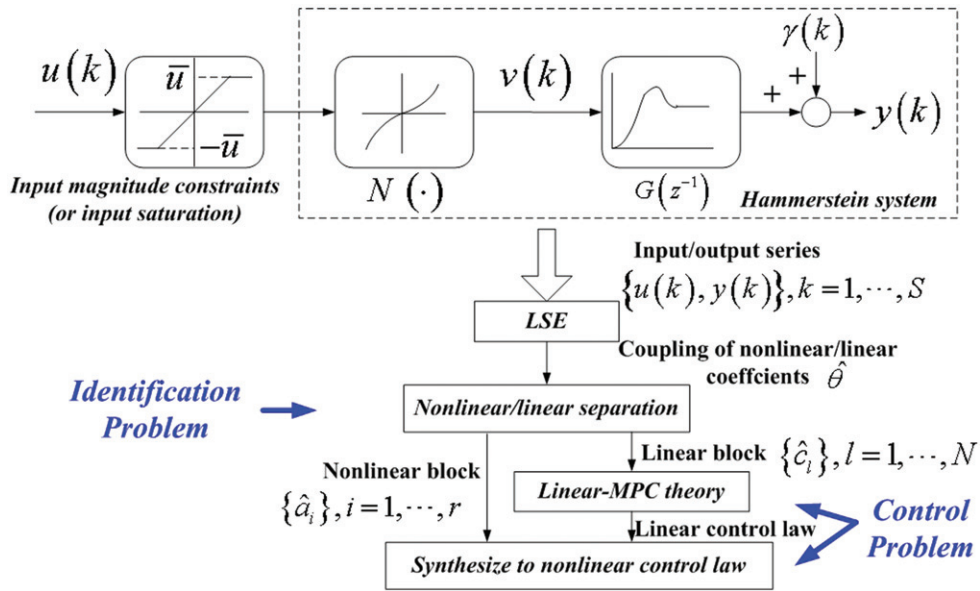 u(k)
u̅
−u̅
Input magnitude constraints
(or input saturation)
N (·)
v(k)
G(z⁻¹)
γ(k)
+
+
y(k)
Hammerstein system
Input/output series
{u(k), y(k)}, k = 1, ⋯, S
LSE
Coupling of nonlinear/linear
coeffcients θ̂
Identification
Problem
Nonlinear/linear separation
Nonlinear block
{âᵢ}, i = 1, ⋯, r
Linear block {ĉₗ}, l = 1, ⋯, N
Linear-MPC theory
Linear control law
Control
Problem
Synthesize to nonlinear control law